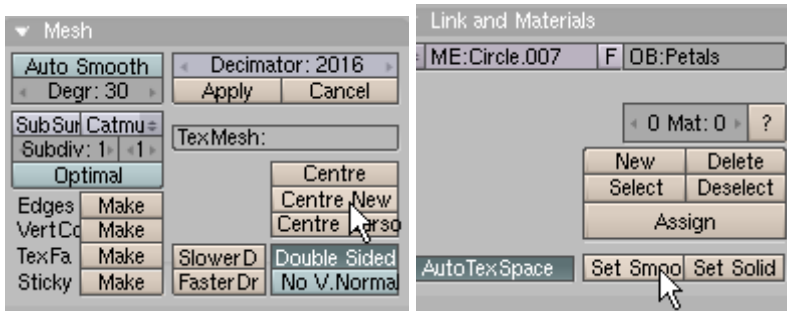 Mesh
Auto Smooth
Degr: 30
Decimator: 2016
Apply Cancel
SubSur Catmu
Subdiv: 1 1
Optimal
TexMesh:
Centre
Centre New
Centre
Edges Make
VertCo Make
TexFa Make
Sticky Make
SlowerD Double Sided
FasterDr No V.Normal
Link and Materials
ME:Circle.007 F OB:Petals
0 Mat: 0 ?
New Delete
Select Deselect
Assign
AutoTexSpace Set Smoo Set Solid